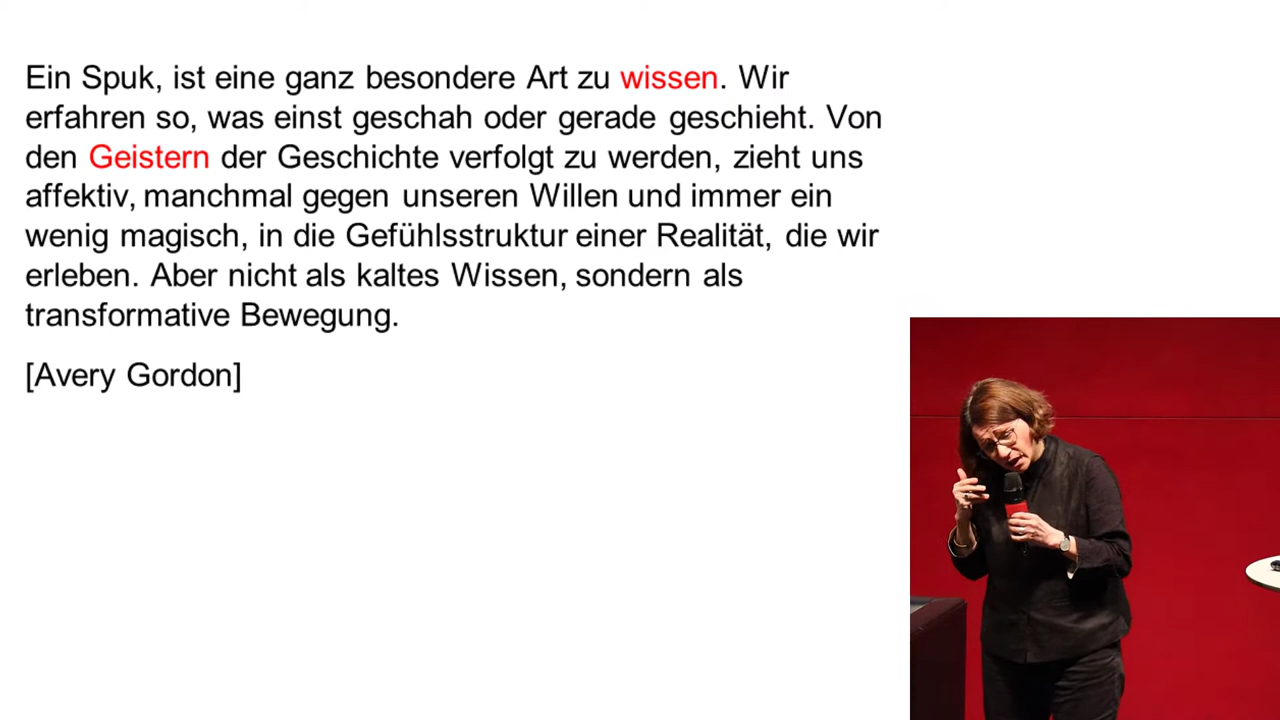 Ein Spuk, ist eine ganz besondere Art zu wissen. Wir
erfahren so, was einst geschah oder gerade geschieht. Von
den Geistern der Geschichte verfolgt zu werden, zieht uns
affektiv, manchmal gegen unseren Willen und immer ein
wenig magisch, in die Gefühlsstruktur einer Realität, die wir
erleben. Aber nicht als kaltes Wissen, sondern als
transformative Bewegung.
[Avery Gordon]